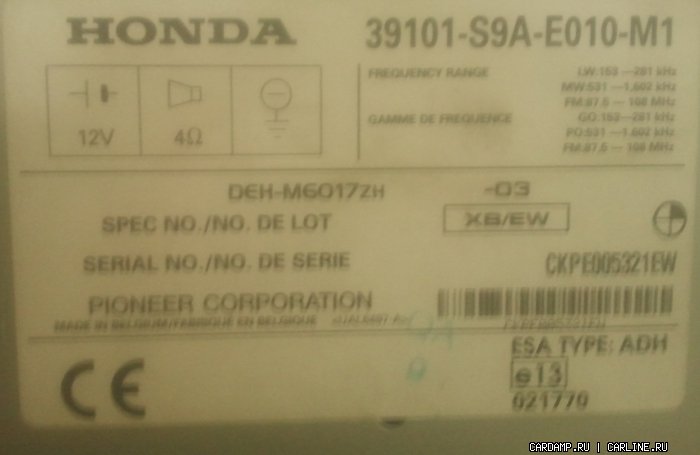 HONDA 39101-S9A-E010-M1
FREQUENCY RANGE LW:153—281 kHz
MW:531—1.602 kHz
FM:87.5—108 MHz
GAMME DE FREQUENCE GO:153—281 kHz
PO:531—1.602 kHz
FM:87.5—108 MHz
12V 4Ω
DEH-M6017ZH -03
SPEC NO./NO. DE LOT XB/EW
SERIAL NO./NO. DE SERIE CKPE005321EW
PIONEER CORPORATION
MADE IN BELGIUM/FABRIQUÉ EN BELGIQUE
ESA TYPE: ADH
e13
021770
CE
CARDAMP.RU | CARLINE.RU